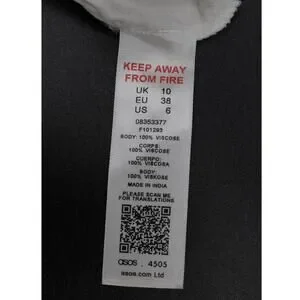 KEEP AWAY
FROM FIRE
UK 10
EU 38
US 6
08353377
F101293
BODY: 100% VISCOSE
CORPS:
100% VISCOSE
CUERPO:
100% VISCOSA
BODY:
100% VISKOSE
MADE IN INDIA
PLEASE SCAN ME
FOR TRANSLATIONS
asos . 4505
asos.com Ltd